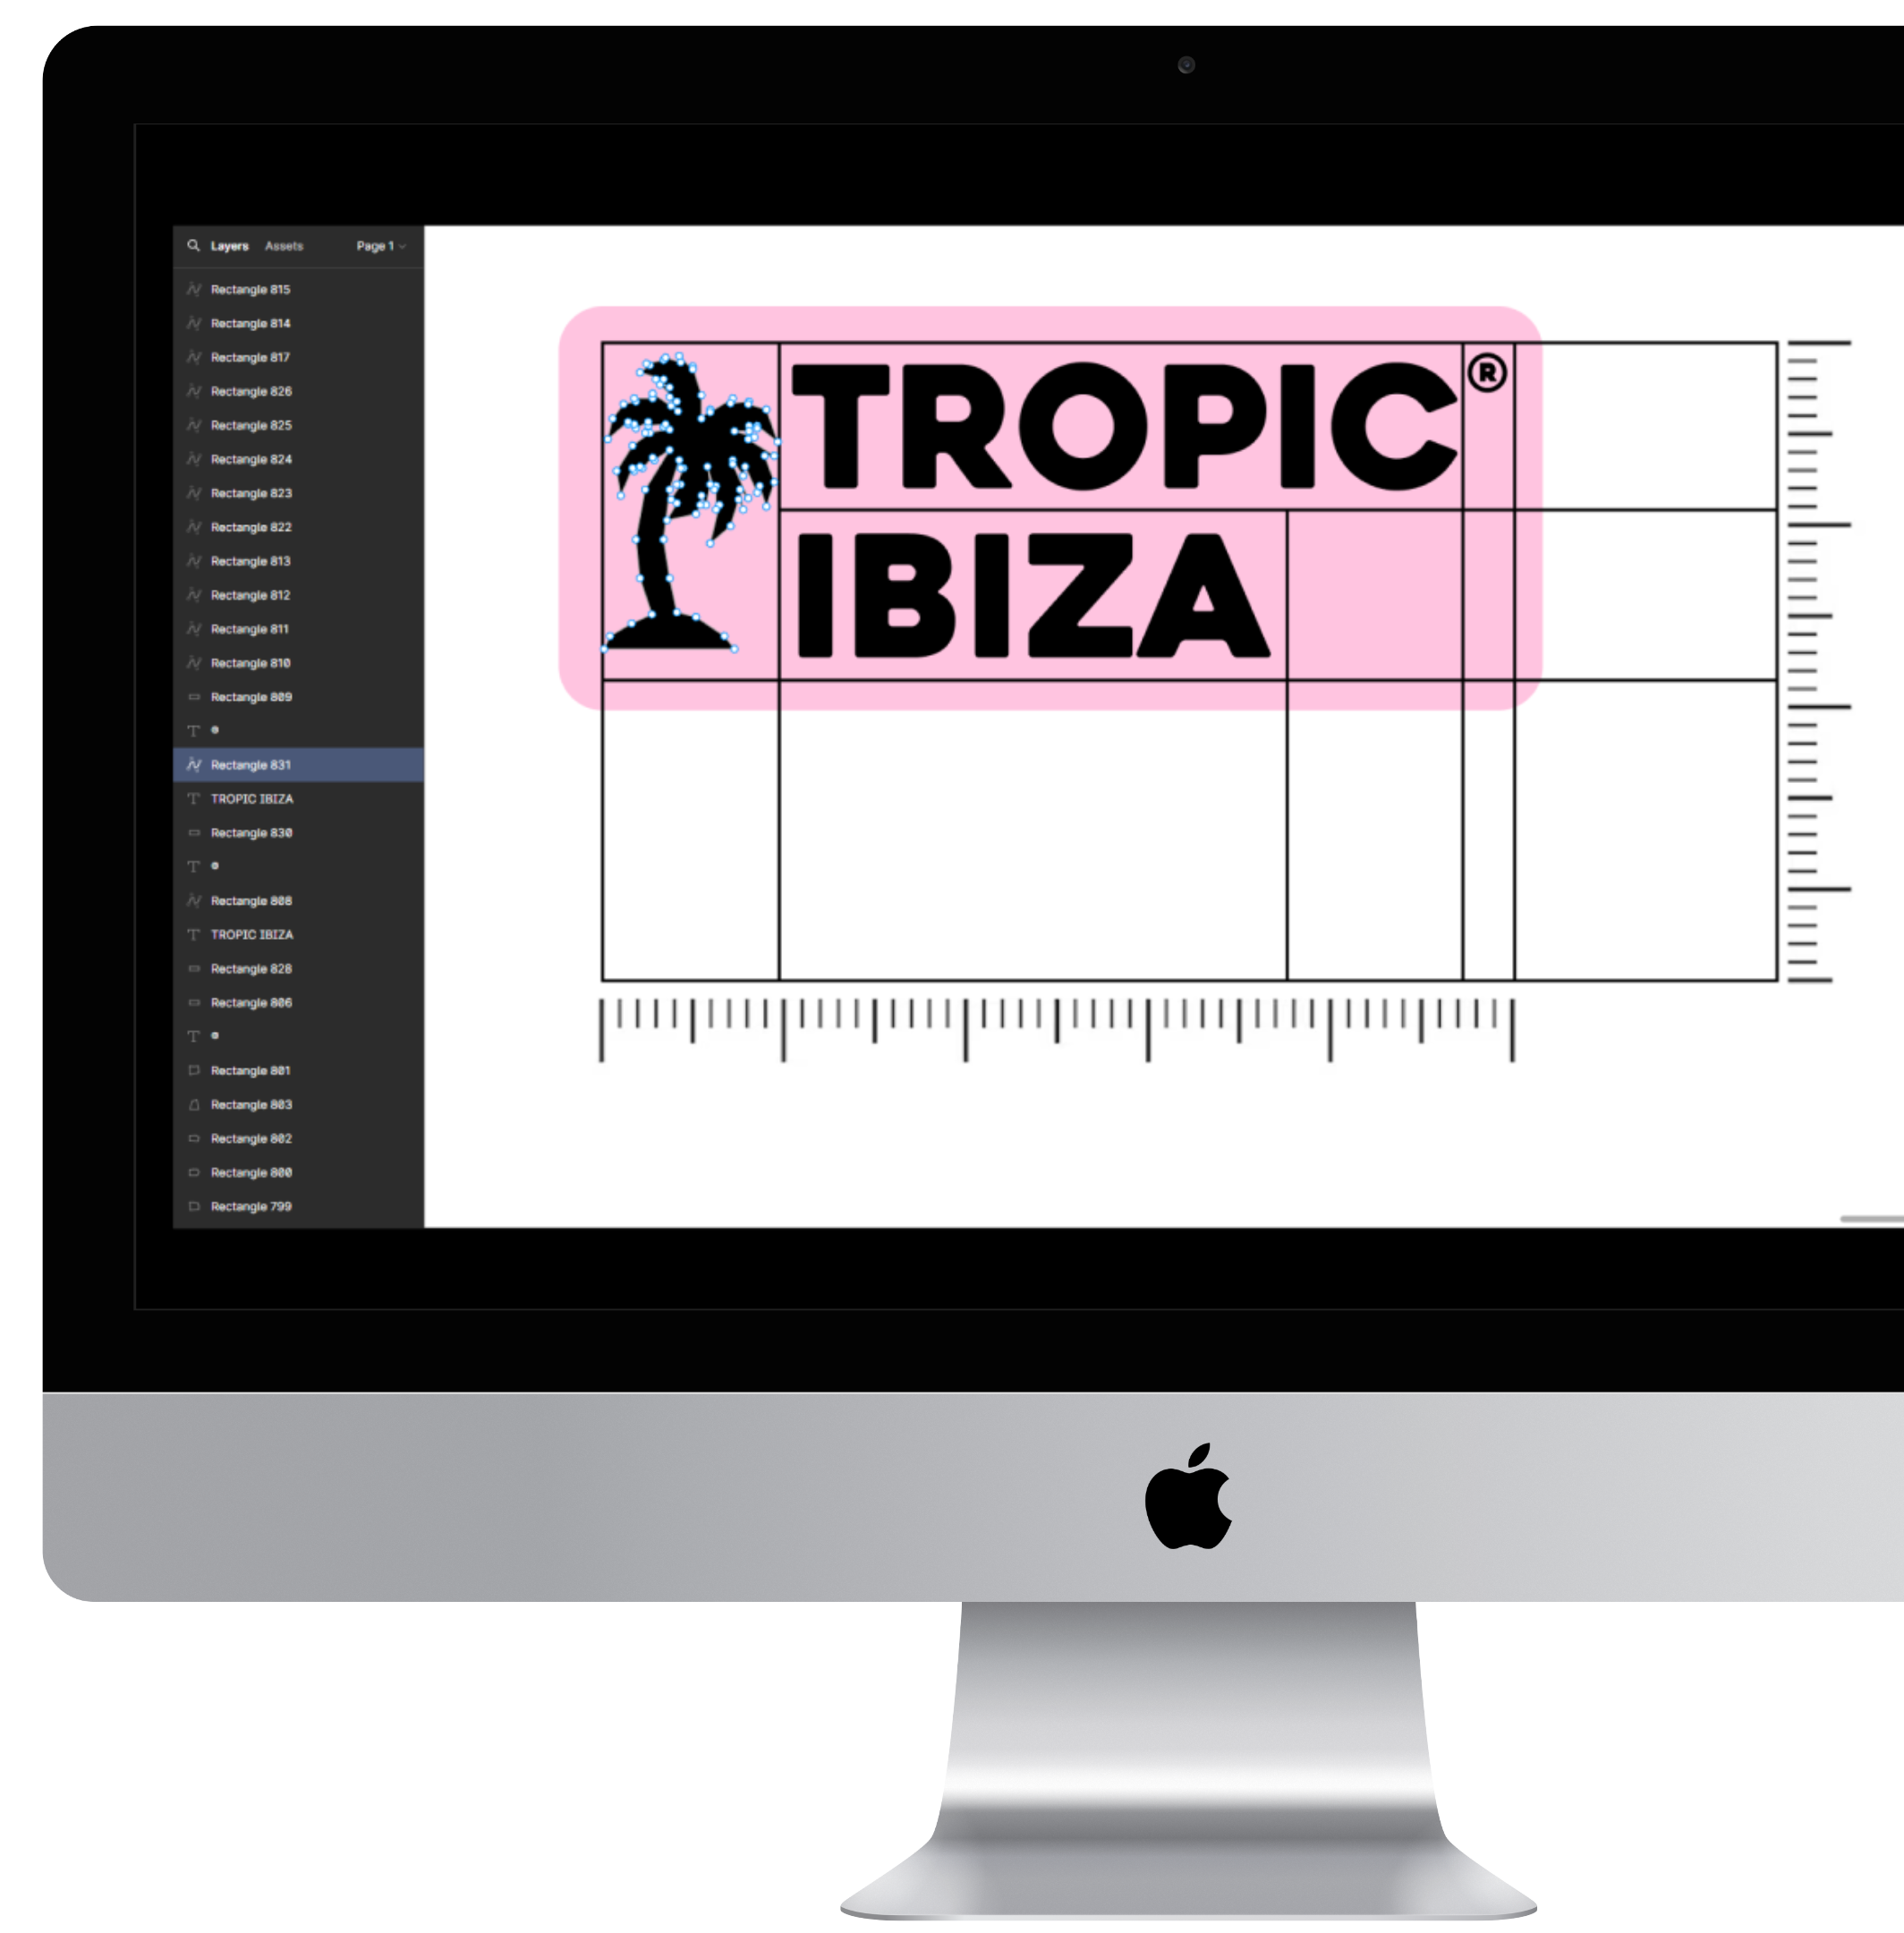 Layers Assets Page 1
Rectangle 815
Rectangle 814
Rectangle 817
Rectangle 826
Rectangle 825
Rectangle 824
Rectangle 823
Rectangle 822
Rectangle 813
Rectangle 812
Rectangle 811
Rectangle 810
Rectangle 809
®
Rectangle 831
TROPIC IBIZA
Rectangle 830
®
Rectangle 808
TROPIC IBIZA
Rectangle 828
Rectangle 806
®
Rectangle 801
Rectangle 803
Rectangle 802
Rectangle 800
Rectangle 799
TROPIC®
IBIZA